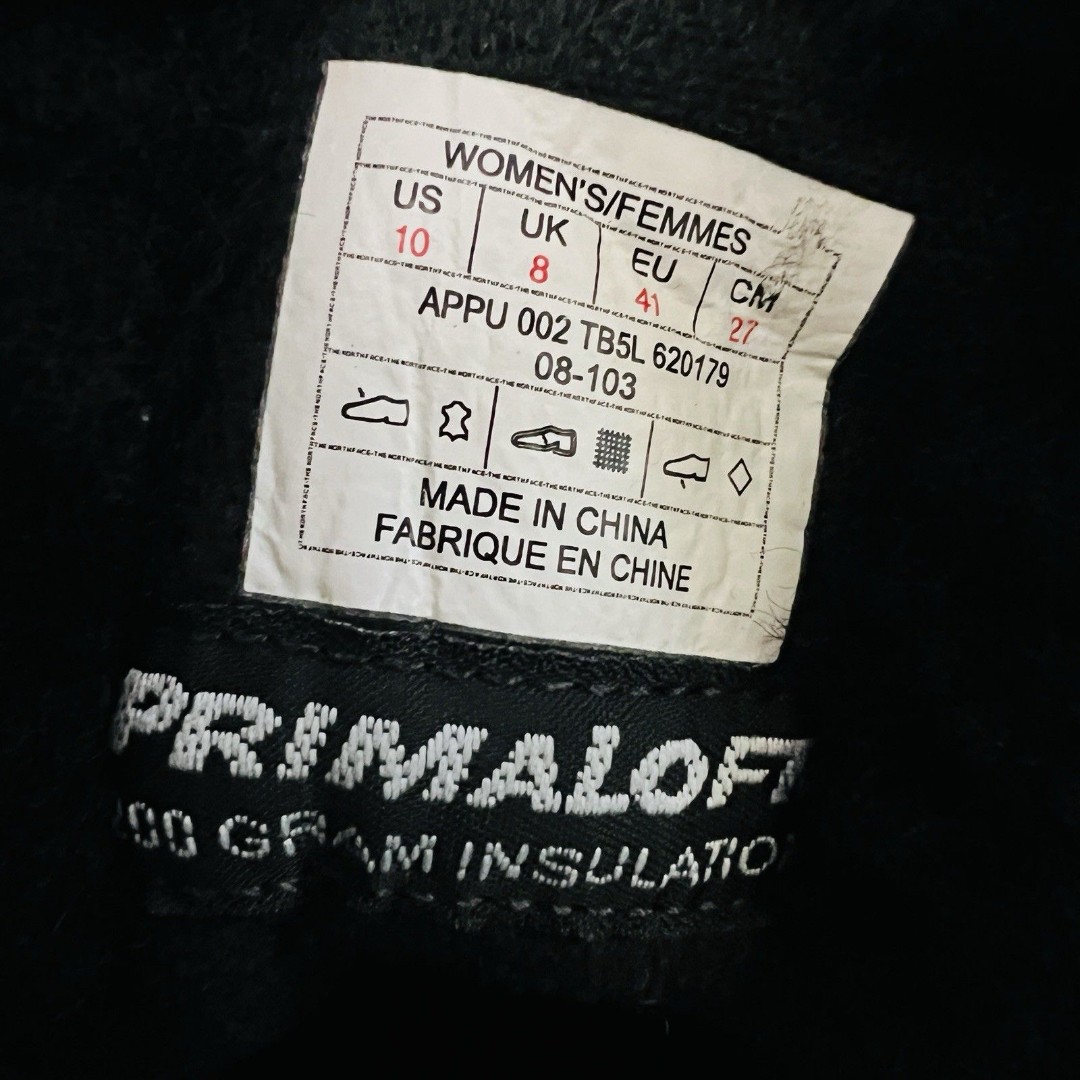 WOMEN'S/FEMMES
US UK EU CM
10 8 41 27
APPU 002 TB5L 620179
08-103
MADE IN CHINA
FABRIQUE EN CHINE
PRIMALOFT
GRAM INSULATIO